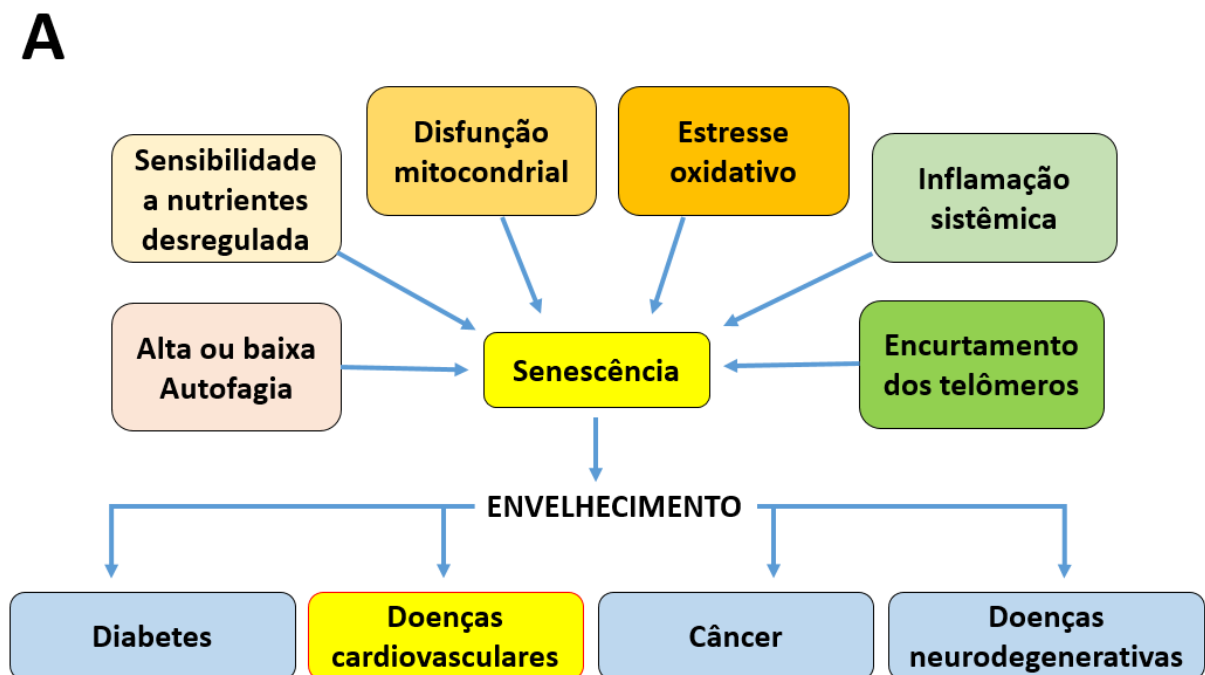 A
Sensibilidade
a nutrientes
desregulada
Disfunção
mitocondrial
Estresse
oxidativo
Inflamação
sistêmica
Alta ou baixa
Autofagia
Senescência
Encurtamento
dos telômeros
ENVELHECIMENTO
Diabetes
Doenças
cardiovasculares
Câncer
Doenças
neurodegenerativas